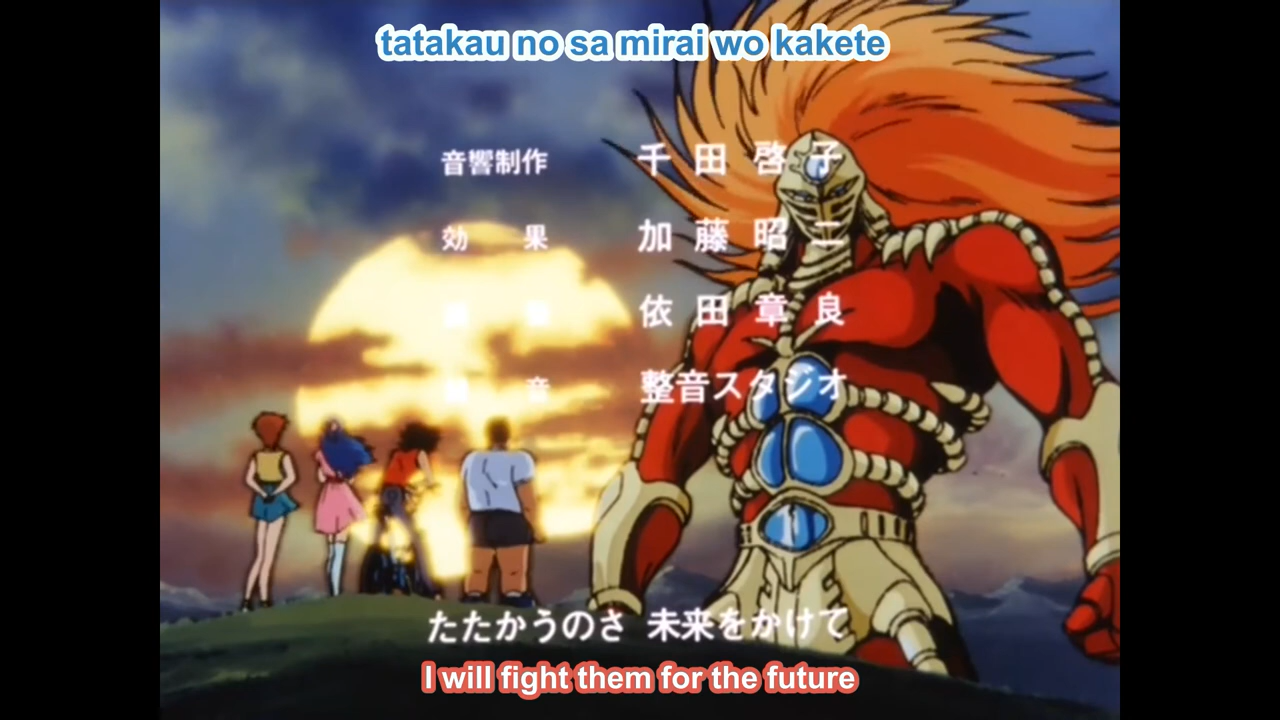 tatakau no sa mirai wo kakete
音響制作 千田啓子
効 果 加藤昭二
依田章良
音 整音スタジオ
たたかうのさ 未来をかけて
I will fight them for the future